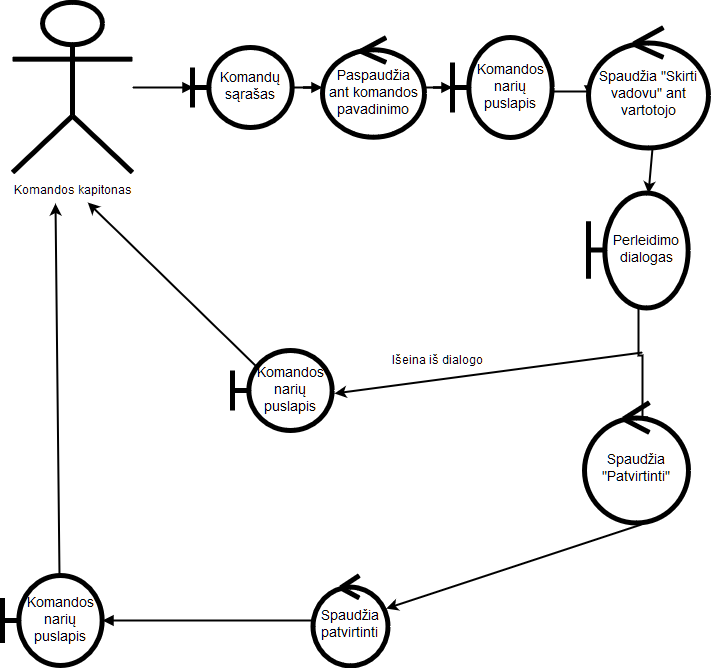 Komandų
sąrašas
Paspaudžia
ant komandos
pavadinimo
Komandos
narių
puslapis
Spaudžia "Skirti
vadovu" ant
vartotojo
Komandos kapitonas
Perleidimo
dialogas
Išeina iš dialogo
Komandos
narių
puslapis
Spaudžia
"Patvirtinti"
Komandos
narių
puslapis
Spaudžia
patvirtinti